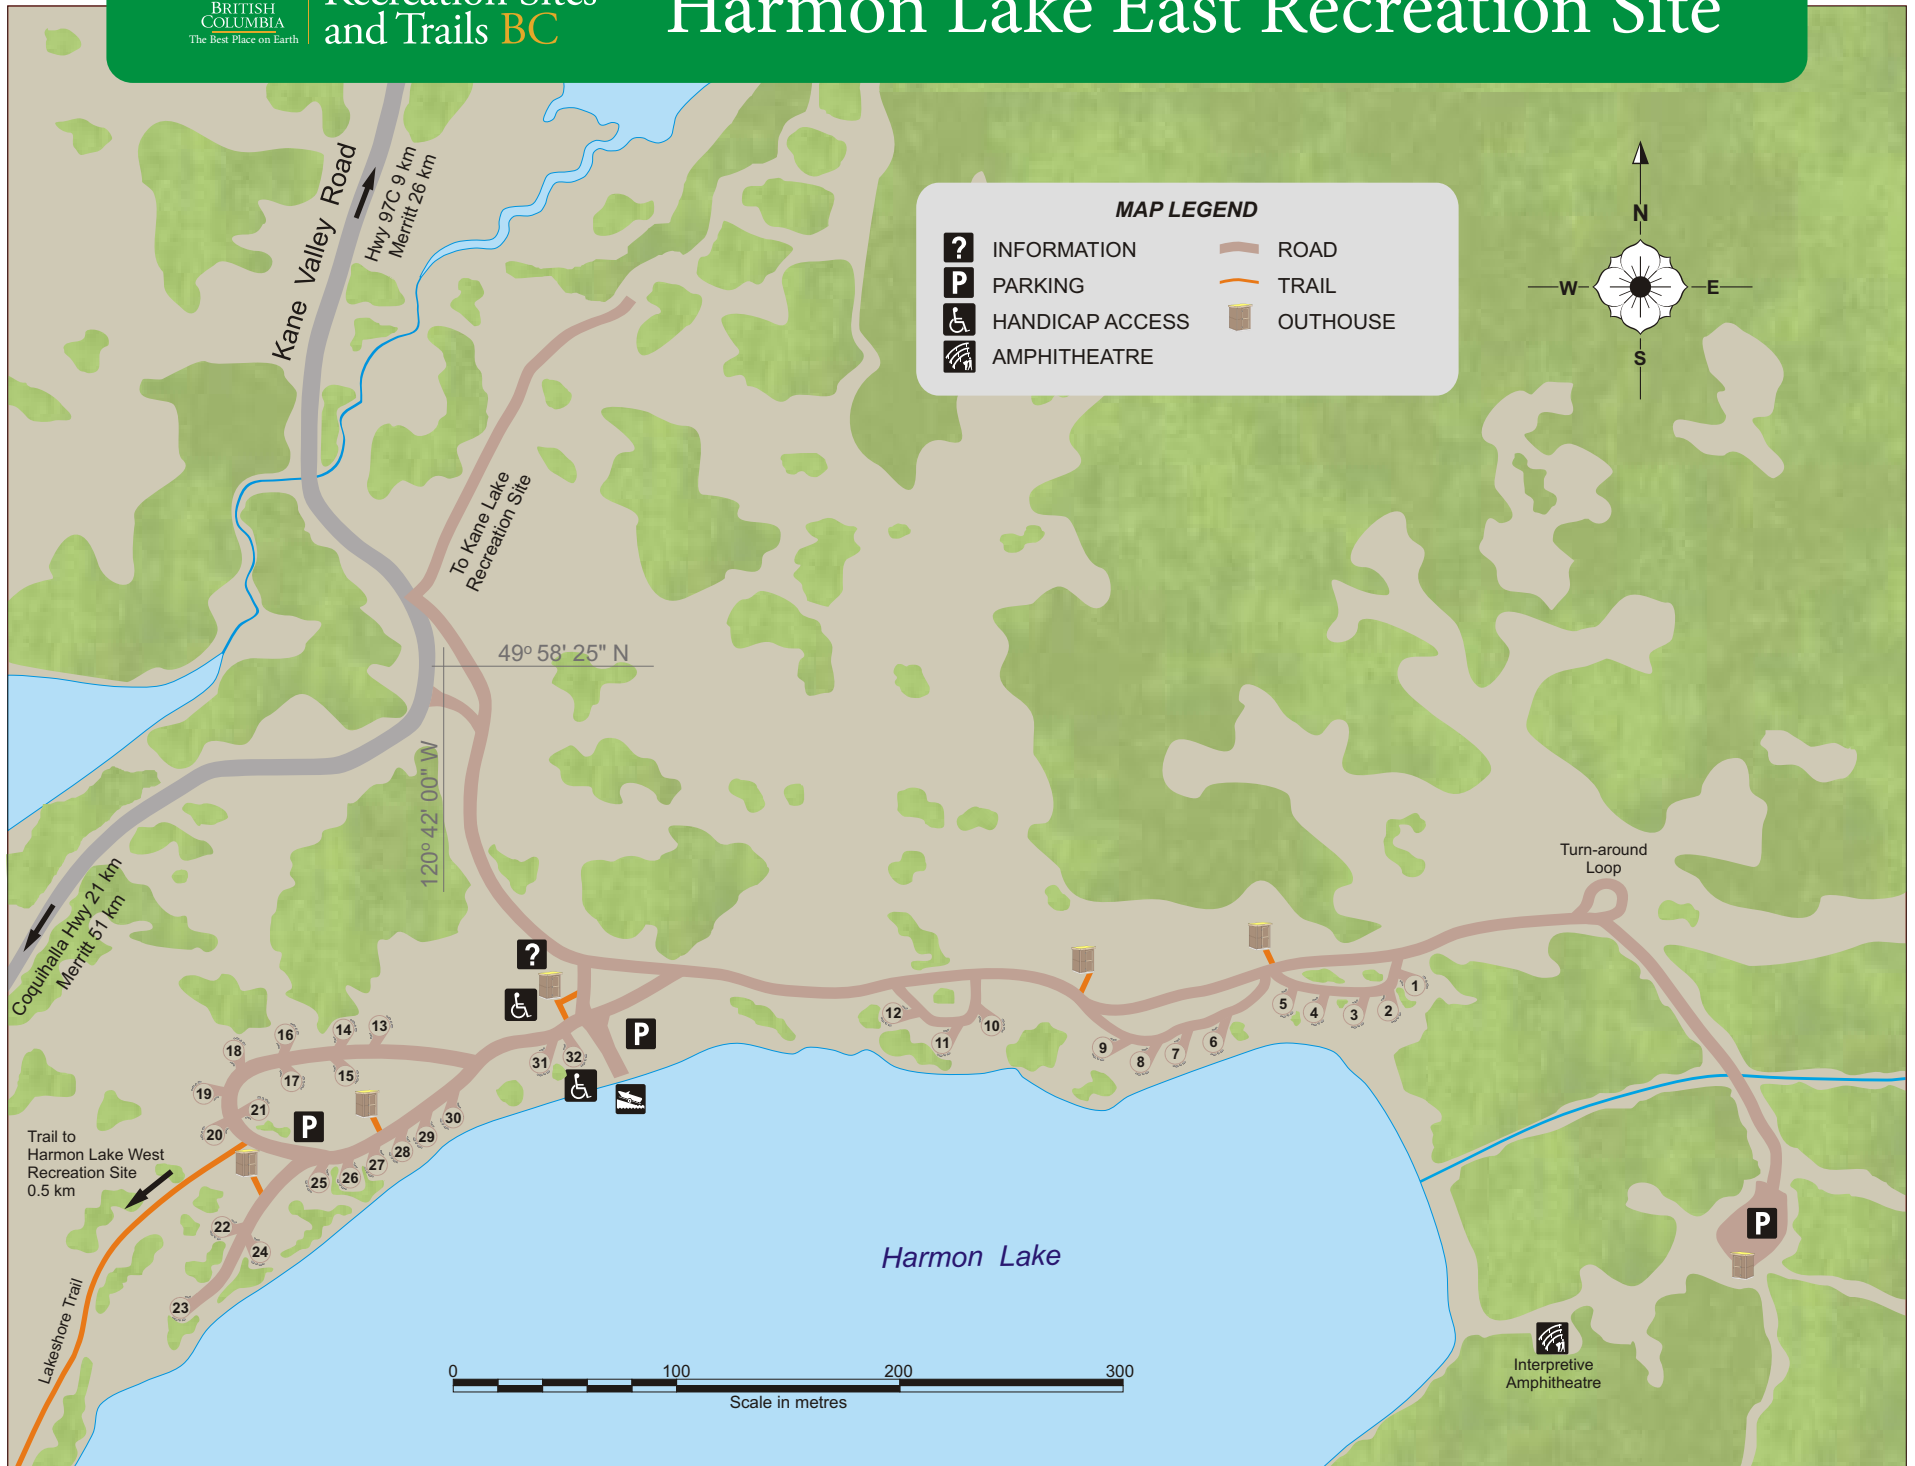 BRITISH
COLUMBIA
The Best Place on Earth
Recreation Sites
and Trails BC
Harmon Lake East Recreation Site
Kane Valley Road
Hwy 97C 9 km
Merritt 26 km
MAP LEGEND
? INFORMATION
P PARKING
HANDICAP ACCESS
AMPHITHEATRE
ROAD
TRAIL
OUTHOUSE
N
W
E
S
To Kane Lake
Recreation Site
49° 58' 25" N
120° 42' 00" W
Coquihalla Hwy 21 km
Merritt 51 km
Turn-around
Loop
?
P
1
2
3
4
5
6
7
8
9
10
11
12
13
14
15
16
17
18
19
20
21
P
22
23
24
25
26
27
28
29
30
31
32
Trail to
Harmon Lake West
Recreation Site
0.5 km
Lakeshore Trail
Harmon Lake
P
Interpretive
Amphitheatre
0 100 200 300
Scale in metres